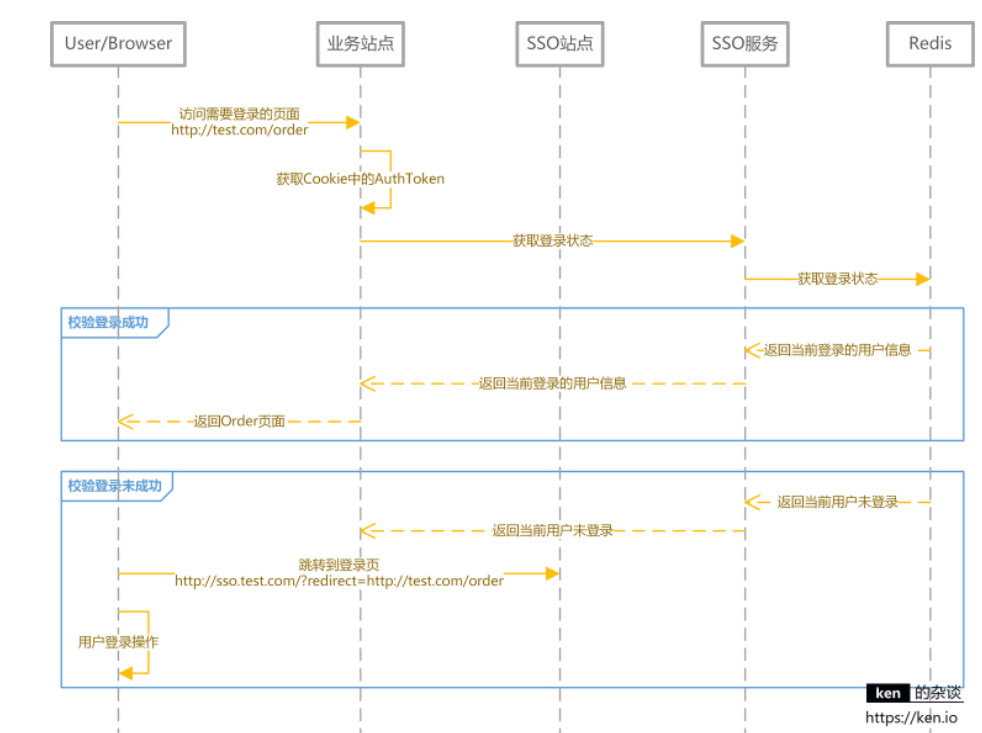 User/Browser
业务站点
SSO站点
SSO服务
Redis
访问需要登录的页面
http://test.com/order
获取Cookie中的AuthToken
获取登录状态
获取登录状态
校验登录成功
返回当前登录的用户信息
返回当前登录的用户信息
返回Order页面
校验登录未成功
返回当前用户未登录
返回当前用户未登录
跳转到登录页
http://sso.test.com/?redirect=http://test.com/order
用户登录操作
ken 的杂谈
https://ken.io